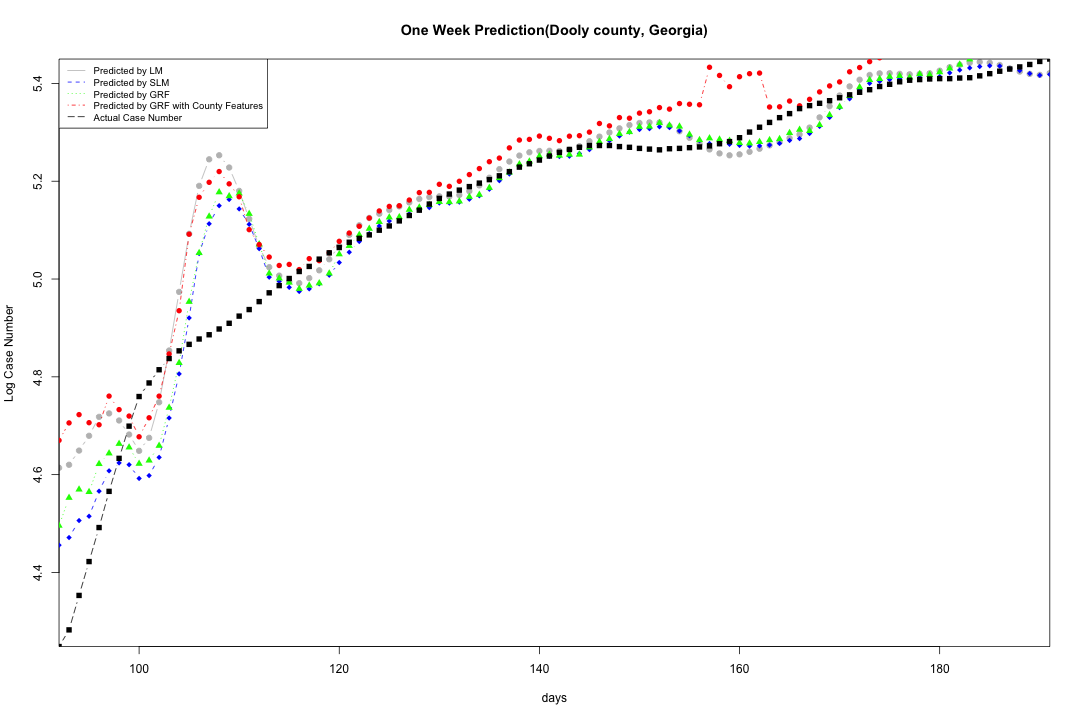 One Week Prediction(Dooly county, Georgia)
Predicted by LM
Predicted by SLM
Predicted by GRF
Predicted by GRF with County Features
Actual Case Number
5.4
5.2
5.0
4.8
4.6
4.4
Log Case Number
100 120 140 160 180
days